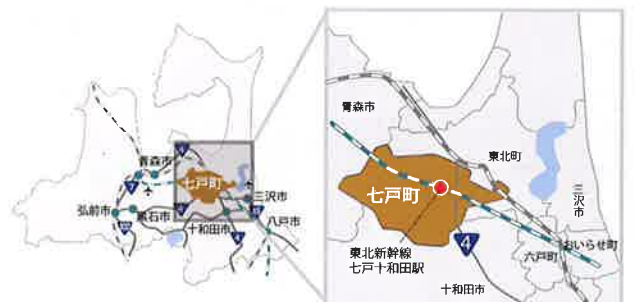 青森市
七戸町
弘前市
黒石市
十和田市
三沢市
八戸市
4
7
4
青森市
東北町
七戸町
三沢市
東北新幹線
七戸十和田駅
4
おいらせ町
六戸町
十和田市